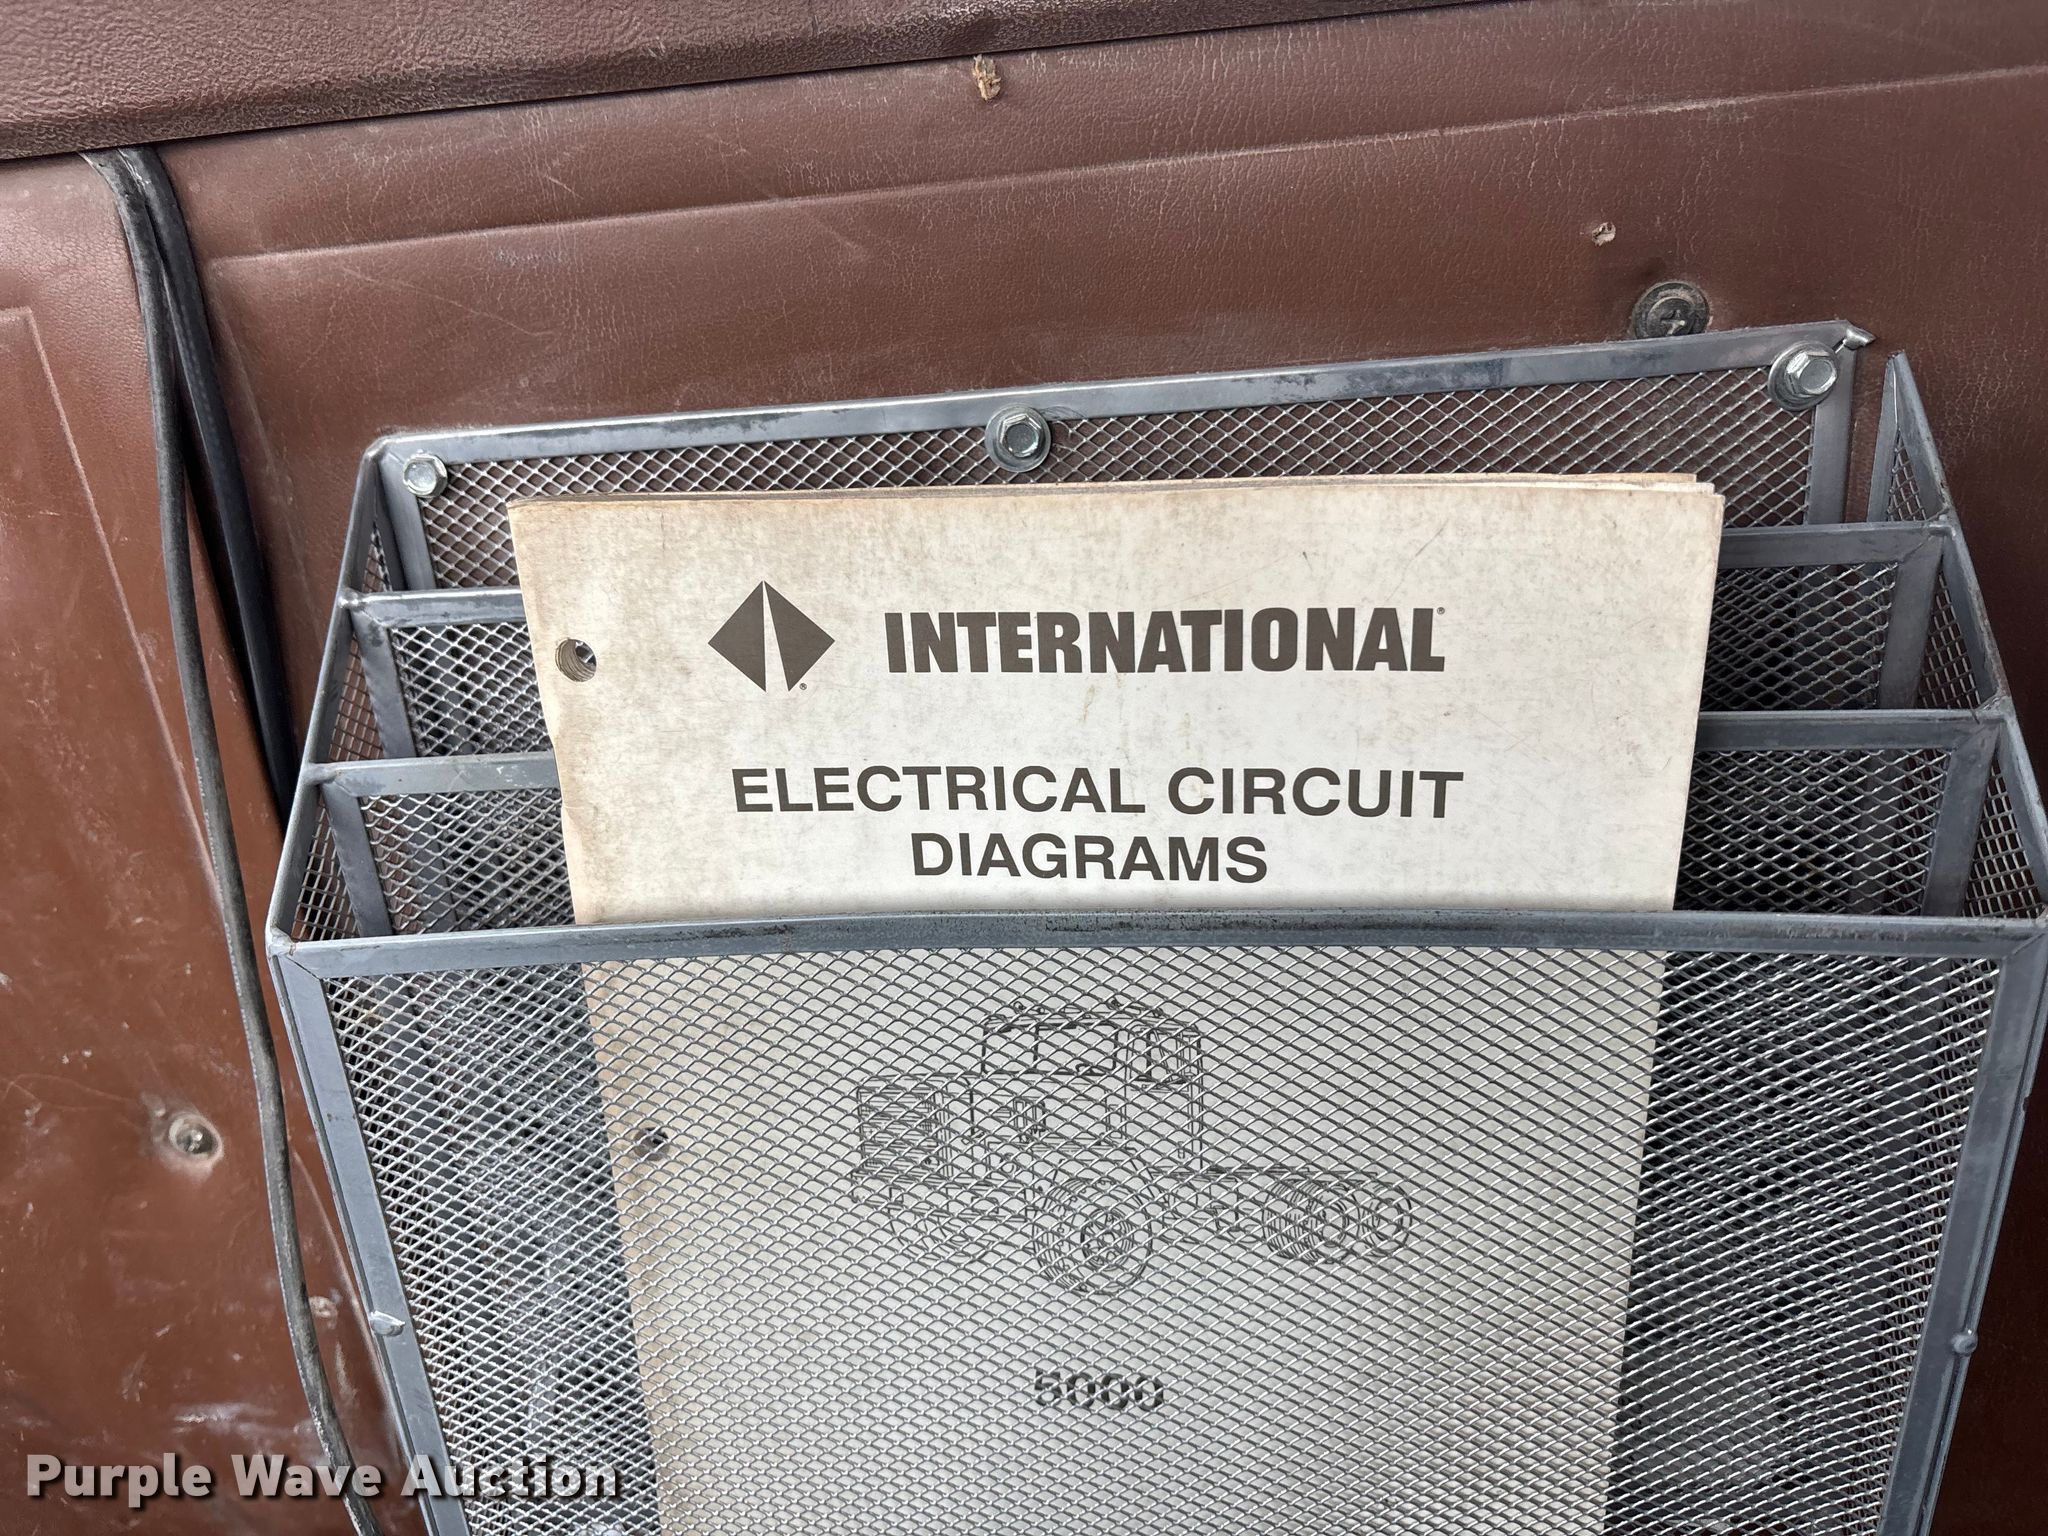 INTERNATIONAL®
®
ELECTRICAL CIRCUIT
DIAGRAMS
5000
Purple Wave Auction